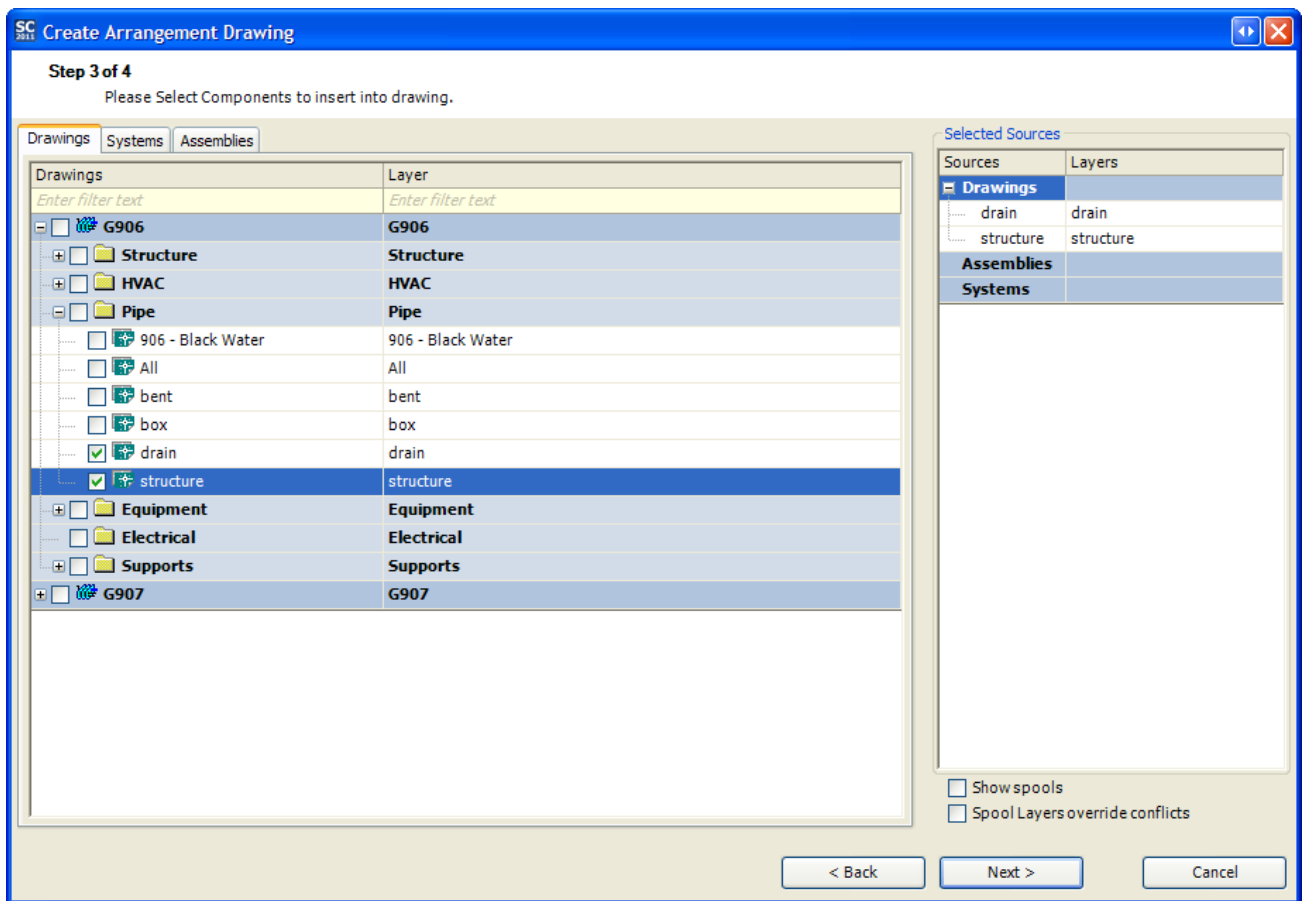 SC 2011 Create Arrangement Drawing
Step 3 of 4
Please Select Components to insert into drawing.
Drawings Systems Assemblies
Drawings Layer
Enter filter text Enter filter text
G906 G906
Structure Structure
HVAC HVAC
Pipe Pipe
906 - Black Water 906 - Black Water
All All
bent bent
box box
drain drain
structure structure
Equipment Equipment
Electrical Electrical
Supports Supports
G907 G907
Selected Sources
Sources Layers
Drawings
drain drain
structure structure
Assemblies
Systems
Show spools
Spool Layers override conflicts
< Back Next > Cancel